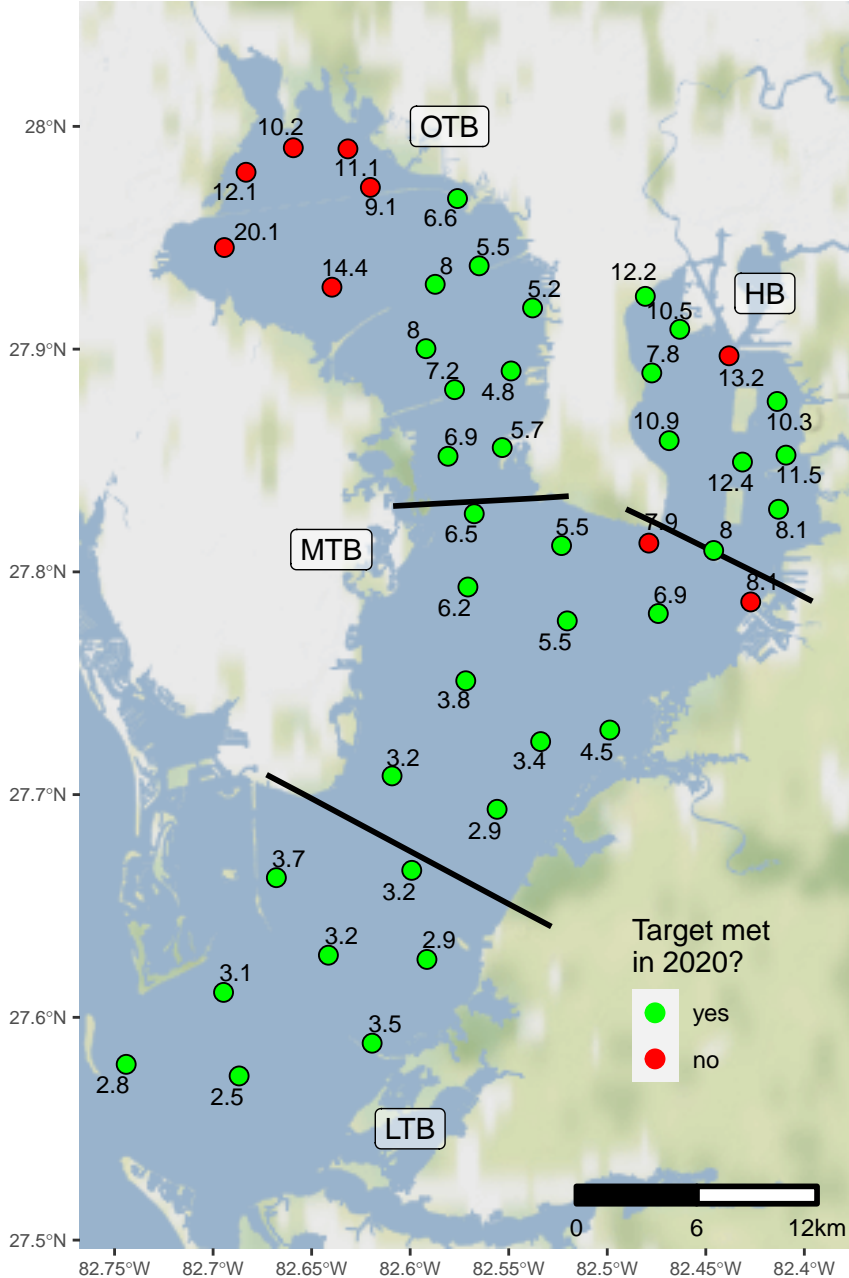 28°N
27.9°N
27.8°N
27.7°N
27.6°N
27.5°N
OTB
10.2
11.1
12.1
9.1
6.6
20.1
5.5
14.4
8
5.2
12.2
HB
10.5
8
7.2
4.8
7.8
13.2
10.3
6.9
5.7
10.9
12.4
11.5
6.5
5.5
7.9
8
8.1
MTB
6.2
5.5
6.9
8.1
3.8
3.2
3.4
4.5
2.9
3.7
3.2
3.2
2.9
3.1
3.5
2.8
2.5
LTB
Target met
in 2020?
yes
no
0 6 12km
82.75°W 82.7°W 82.65°W 82.6°W 82.55°W 82.5°W 82.45°W 82.4°W